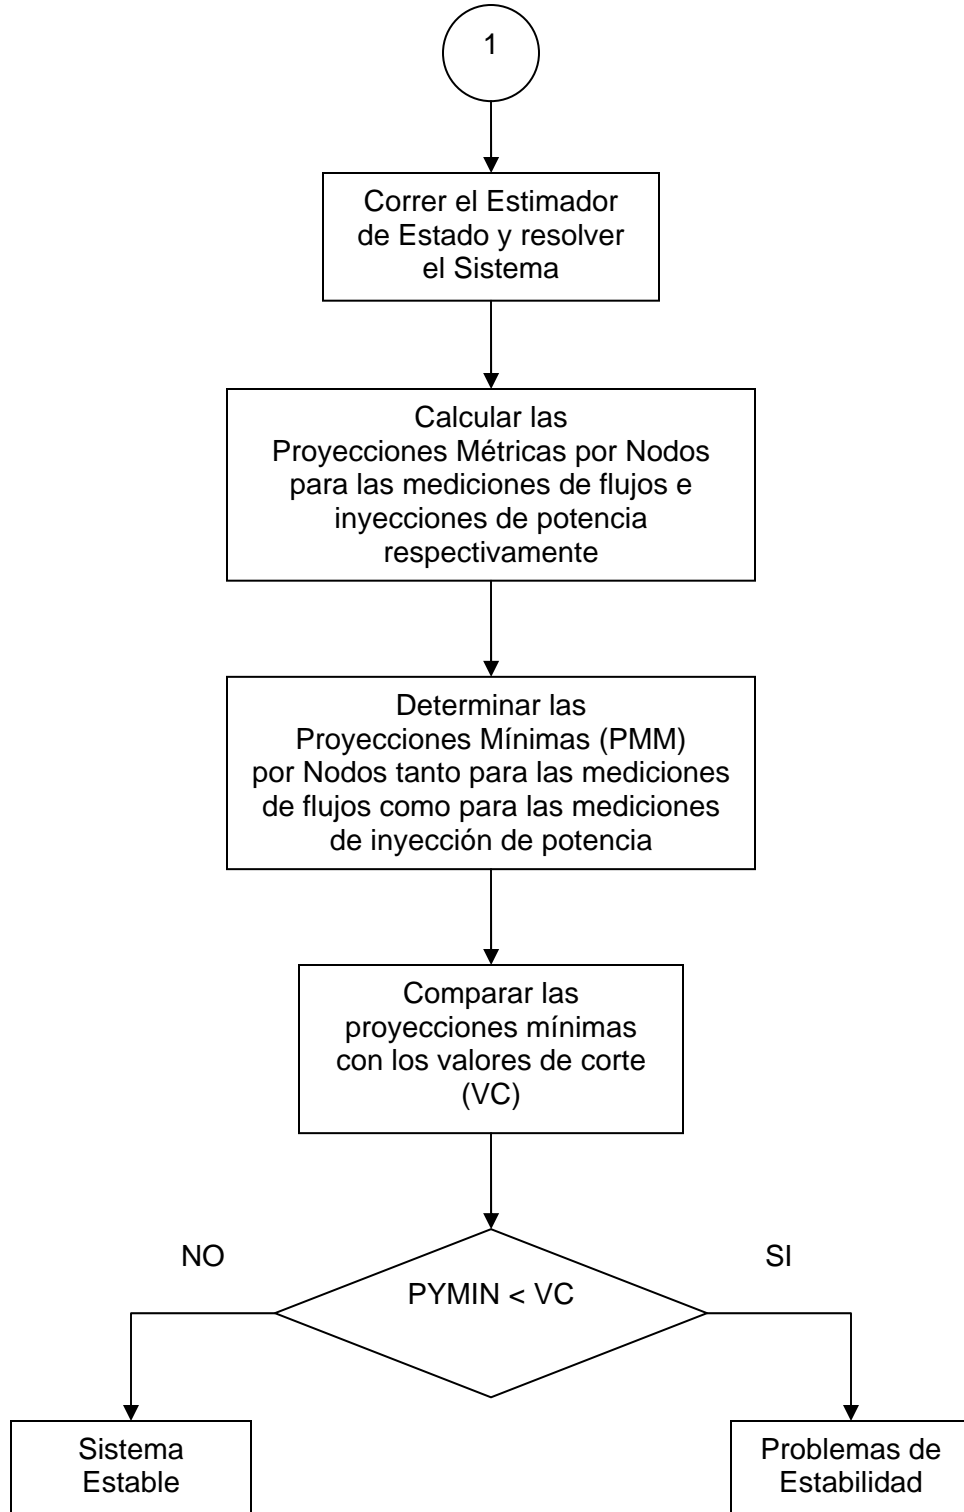 1
Correr el Estimador
de Estado y resolver
el Sistema
Calcular las
Proyecciones Métricas por Nodos
para las mediciones de flujos e
inyecciones de potencia
respectivamente
Determinar las
Proyecciones Mínimas (PMM)
por Nodos tanto para las mediciones
de flujos como para las mediciones
de inyección de potencia
Comparar las
proyecciones mínimas
con los valores de corte
(VC)
NO
SI
PYMIN < VC
Sistema
Estable
Problemas de
Estabilidad